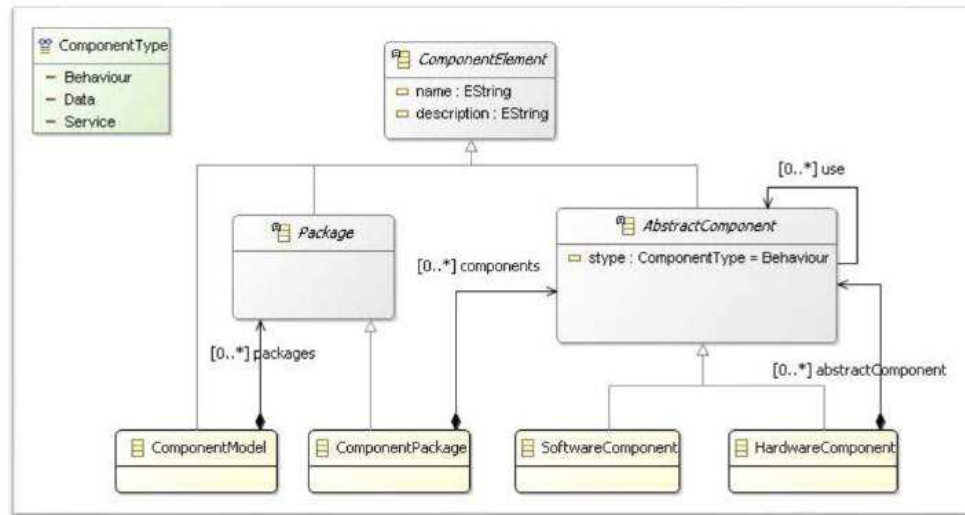 ComponentType
Behaviour
Data
Service
ComponentElement
name : EString
description : EString
[0..*] use
Package
AbstractComponent
stype : ComponentType = Behaviour
[0..*] components
[0..*] packages
[0..*] abstractComponent
ComponentModel
ComponentPackage
SoftwareComponent
HardwareComponent